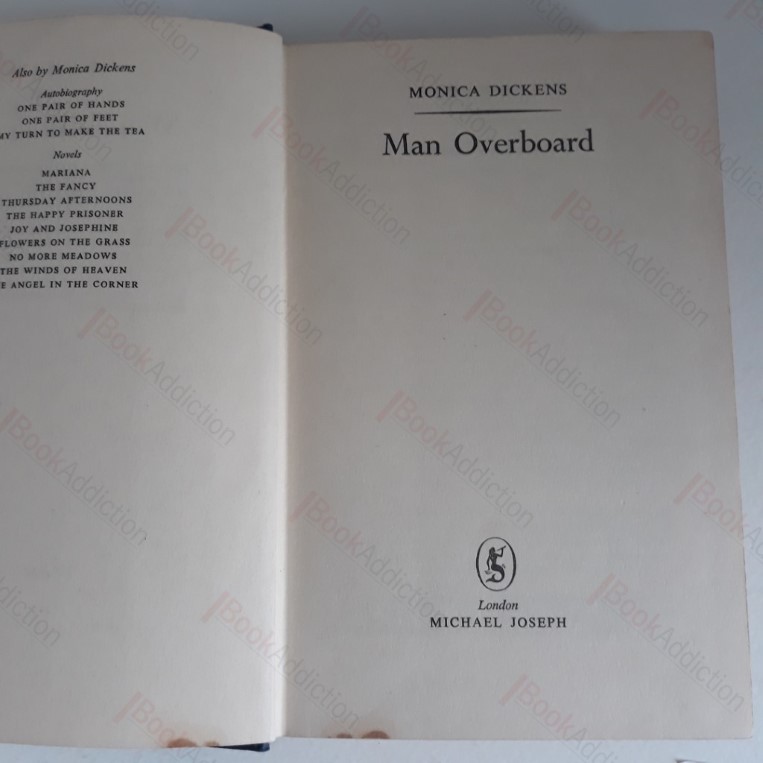 Also by Monica Dickens
Autobiography
ONE PAIR OF HANDS
ONE PAIR OF FEET
MY TURN TO MAKE THE TEA
Novels
MARIANA
THE FANCY
THURSDAY AFTERNOONS
THE HAPPY PRISONER
JOY AND JOSEPHINE
FLOWERS ON THE GRASS
NO MORE MEADOWS
THE WINDS OF HEAVEN
E ANGEL IN THE CORNER
MONICA DICKENS
Man Overboard
London
MICHAEL JOSEPH
iBookAddiction